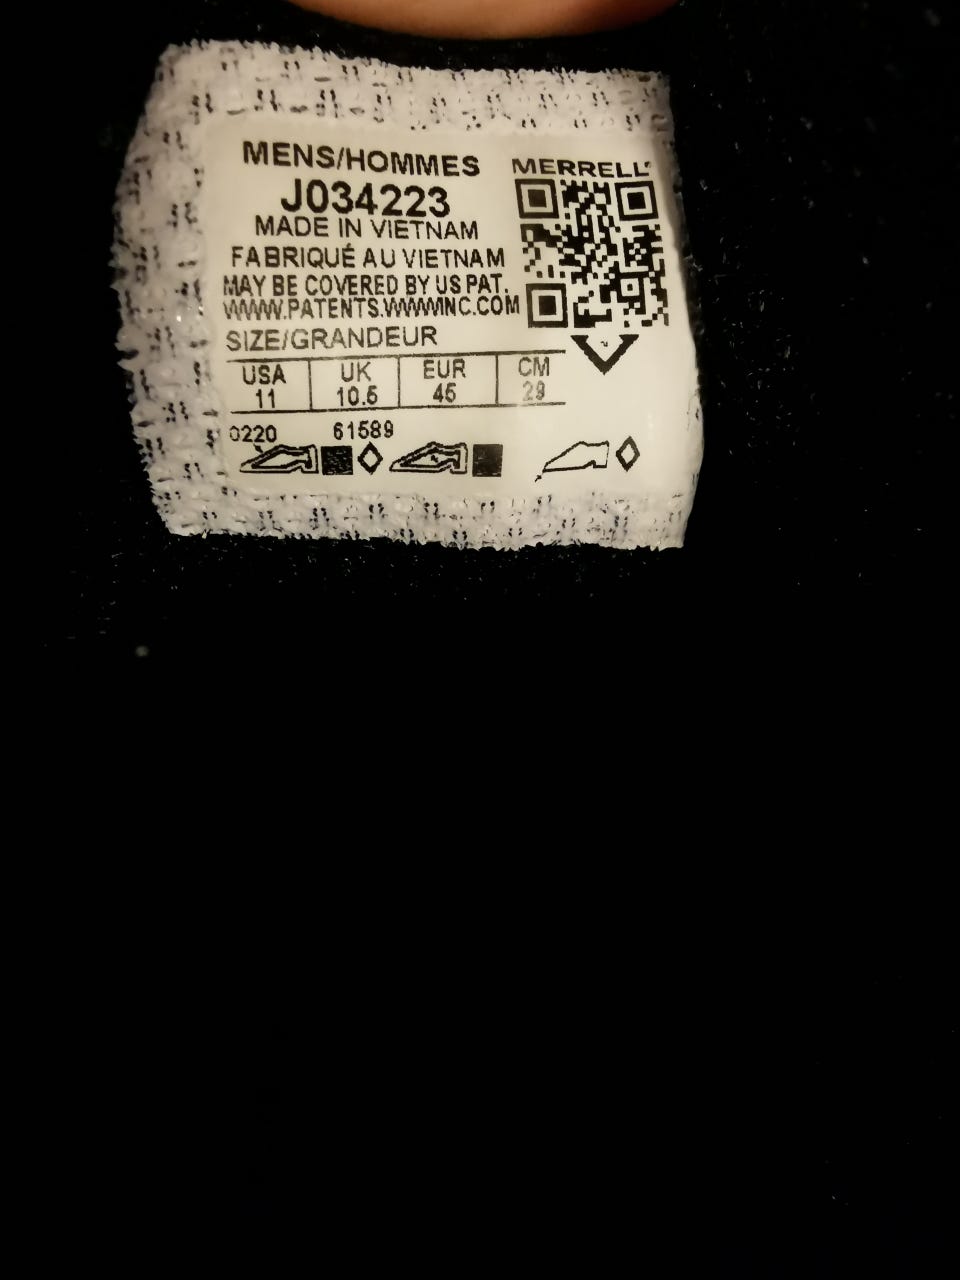 MENS/HOMMES
J034223
MADE IN VIETNAM
FABRIQUÉ AU VIETNAM
MAY BE COVERED BY US PAT.
WWW.PATENTS.WWWINC.COM
MERRELL
SIZE/GRANDEUR
USA UK EUR CM
11 10.5 45 29
0220 61589